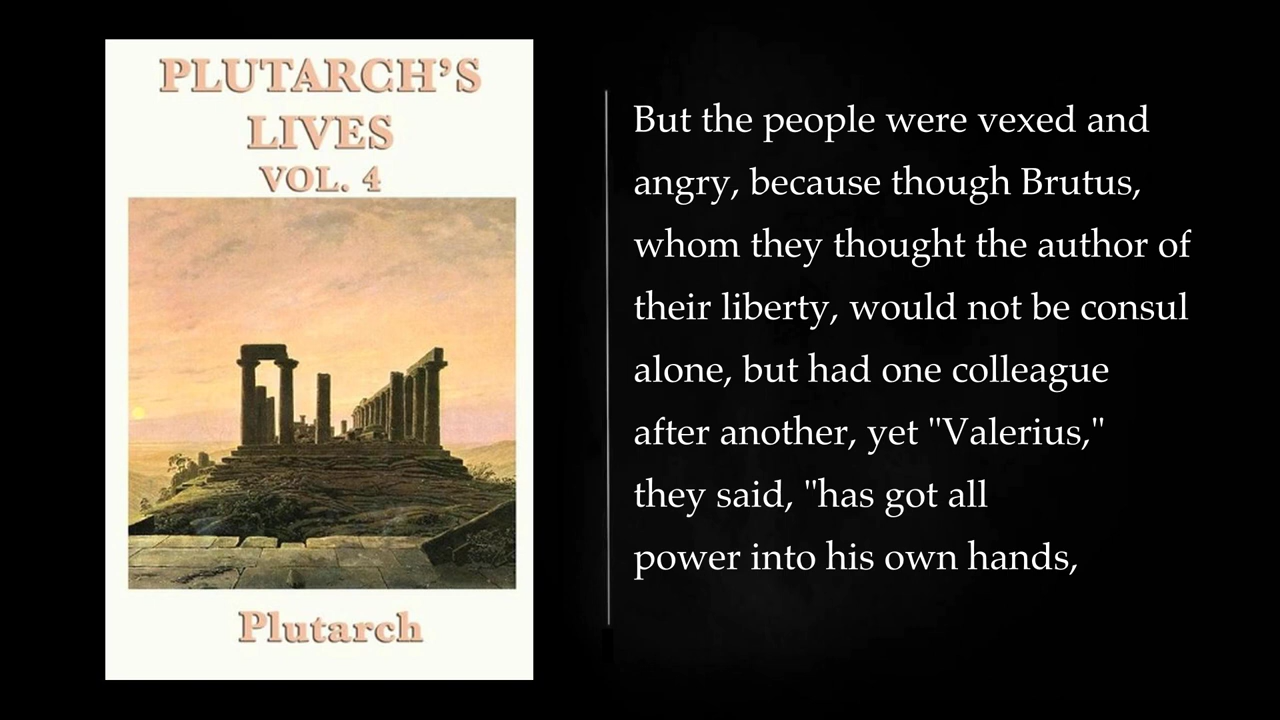 PLUTARCH'S
LIVES
VOL. 4
Plutarch
But the people were vexed and
angry, because though Brutus,
whom they thought the author of
their liberty, would not be consul
alone, but had one colleague
after another, yet "Valerius,"
they said, "has got all
power into his own hands,